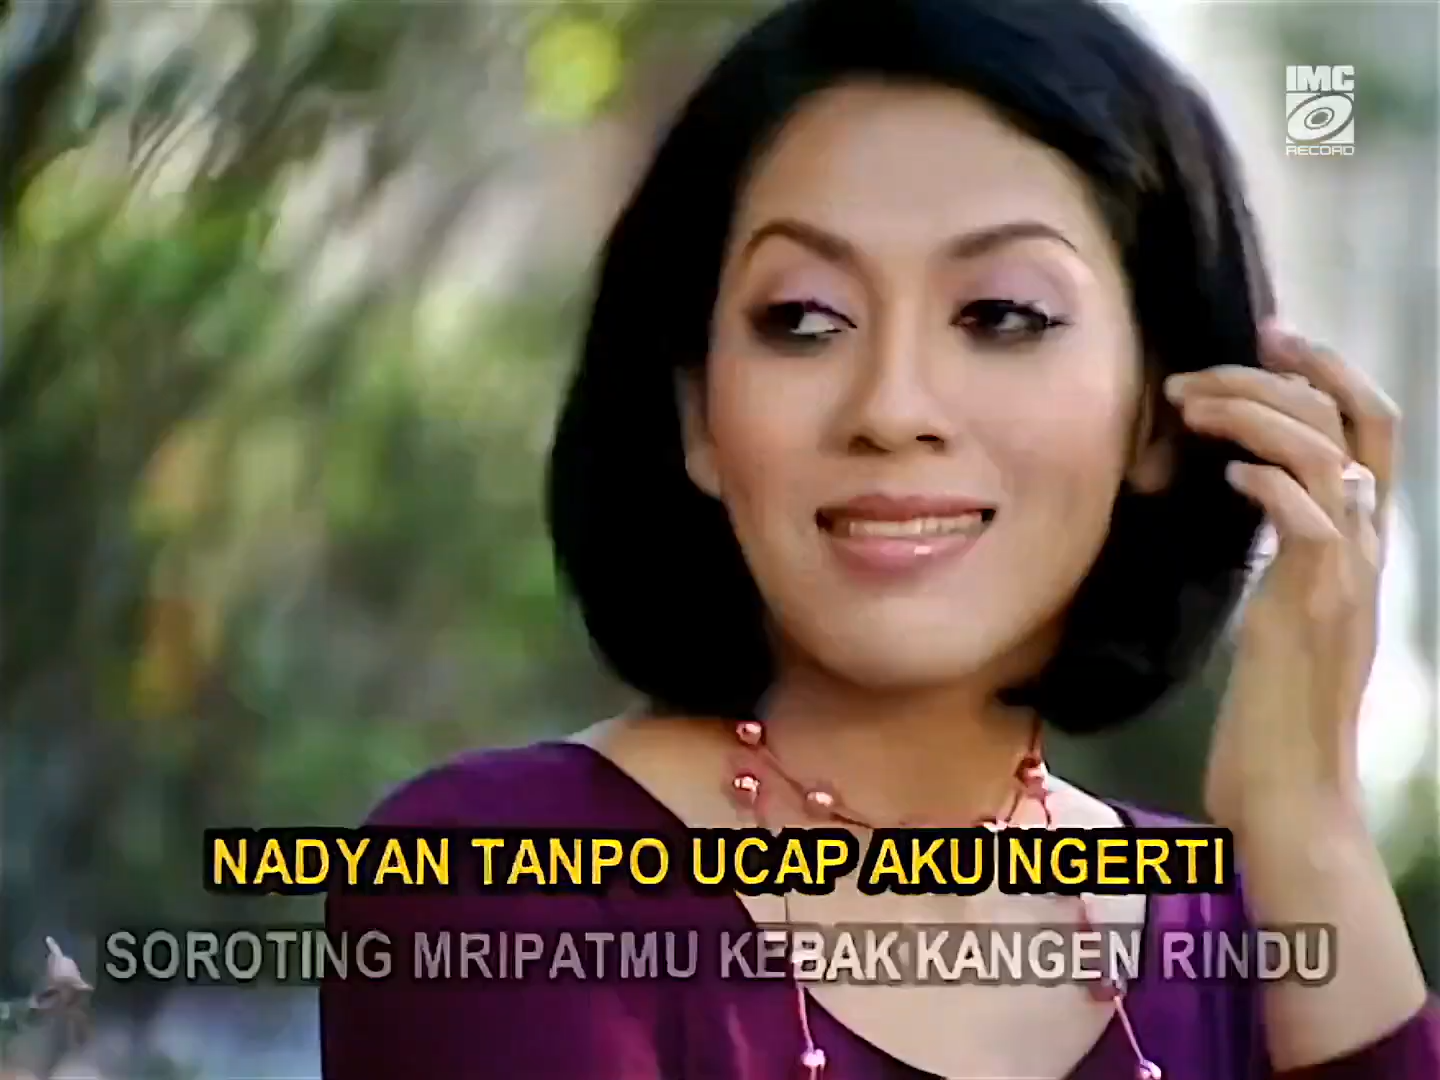 IMC
RECORD
NADYAN TANPO UCAP AKU NGERTI
SOROTING MRIPATMU KEBAK KANGEN RINDU